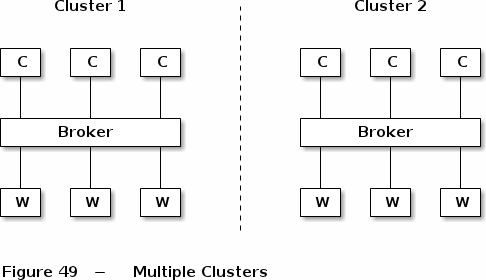 Cluster 1 Cluster 2
C C C C C C
Broker Broker
W W W W W W
Figure 49 − Multiple Clusters